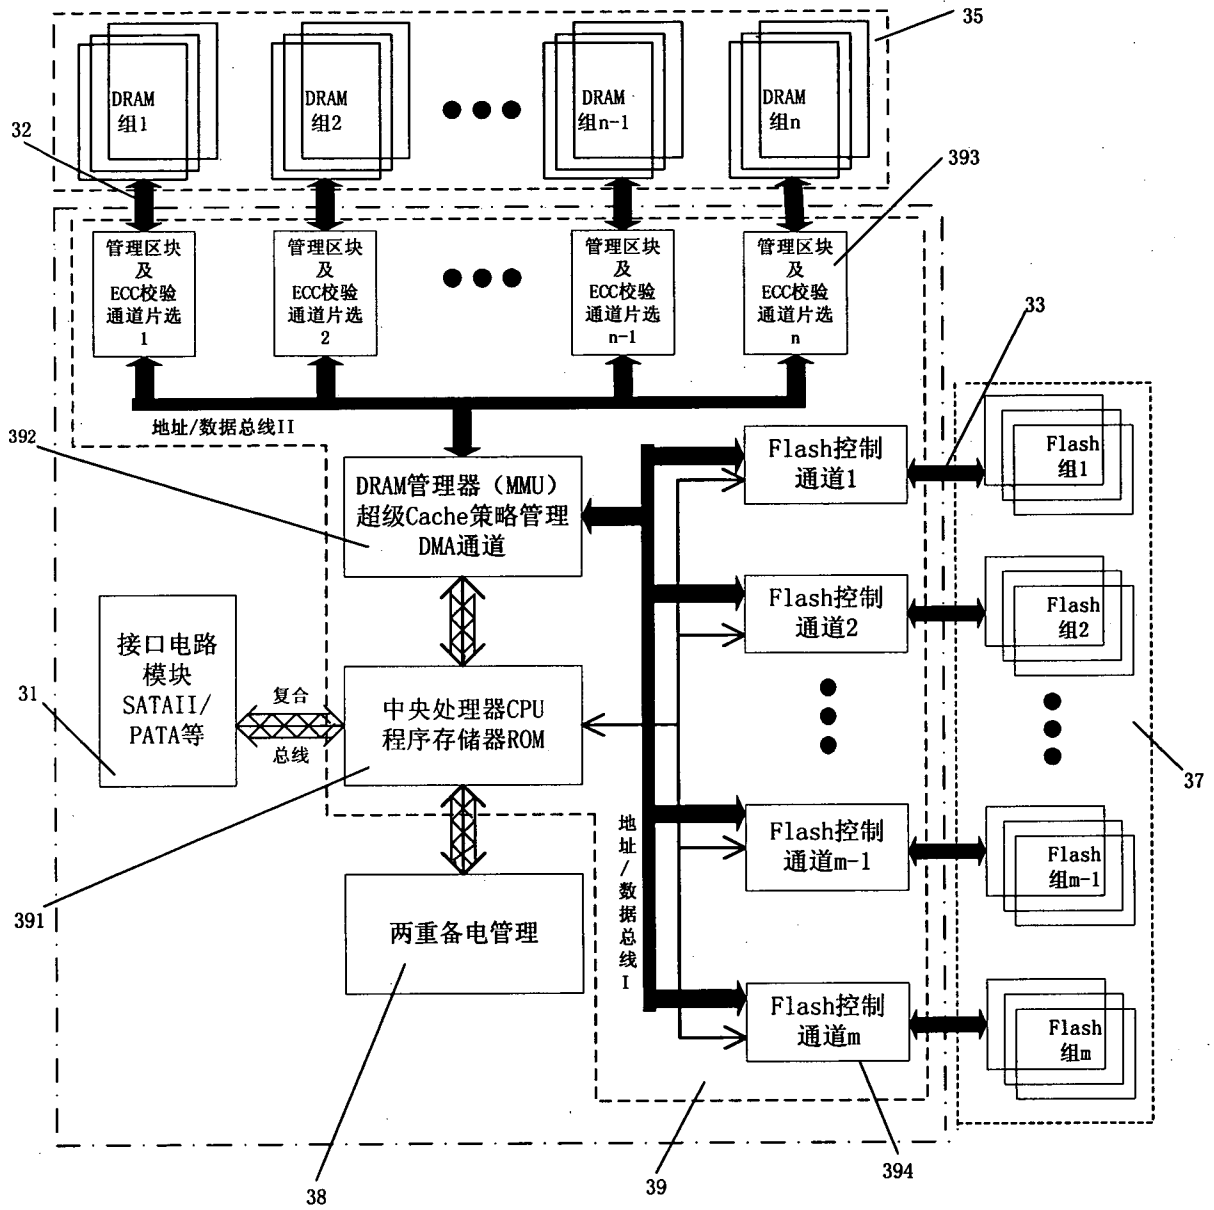 35
DRAM
组1
DRAM
组2
DRAM
组n-1
DRAM
组n
32
393
管理区块
及
ECC校验
通道片选
1
管理区块
及
ECC校验
通道片选
2
管理区块
及
ECC校验
通道片选
n-1
管理区块
及
ECC校验
通道片选
n
33
地址/数据总线II
392
DRAM管理器（MMU）
超级Cache策略管理
DMA通道
Flash控制
通道1
Flash
组1
Flash控制
通道2
Flash
组2
接口电路
模块
SATAII/
PATA等
31
复合
总线
中央处理器CPU
程序存储器ROM
37
地址/数据总线I
Flash控制
通道m-1
Flash
组m-1
391
两重备电管理
Flash控制
通道m
Flash
组m
38
39
394